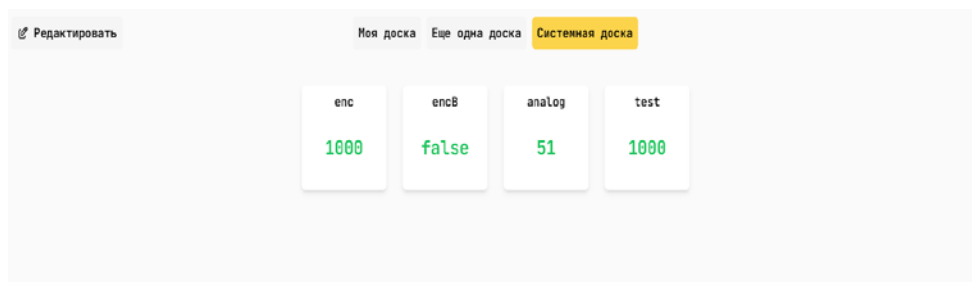 Редактировать Моя доска Еще одна доска Системная доска
enc encB analog test
1000 false 51 1000